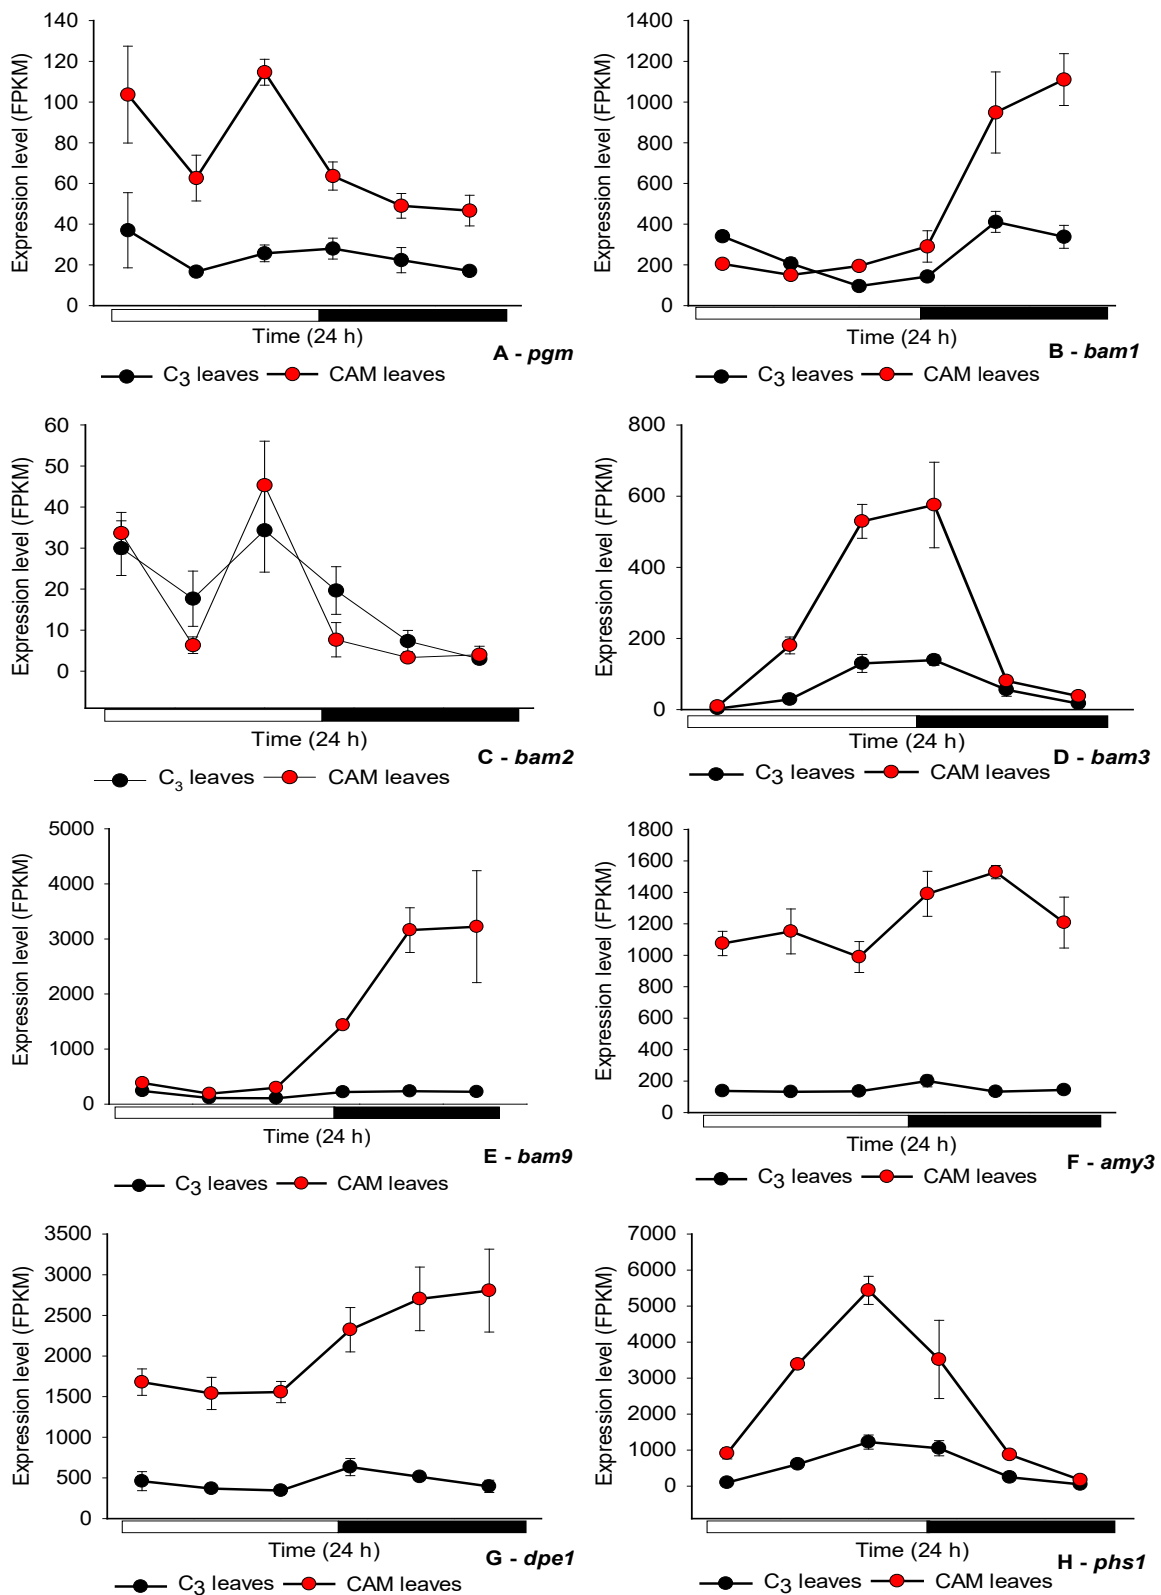 Expression level (FPKM)
140
120
100
80
60
40
20
0
Time (24 h)
A - pgm
C3 leaves CAM leaves
Expression level (FPKM)
1400
1200
1000
800
600
400
200
0
Time (24 h)
B - bam1
C3 leaves CAM leaves
Expression level (FPKM)
60
50
40
30
20
10
0
Time (24 h)
C - bam2
C3 leaves CAM leaves
Expression level (FPKM)
800
600
400
200
0
Time (24 h)
D - bam3
C3 leaves CAM leaves
Expression level (FPKM)
5000
4000
3000
2000
1000
0
Time (24 h)
E - bam9
C3 leaves CAM leaves
Expression level (FPKM)
1800
1600
1400
1200
1000
800
600
400
200
0
Time (24 h)
F - amy3
C3 leaves CAM leaves
Expression level (FPKM)
3500
3000
2500
2000
1500
1000
500
0
Time (24 h)
G - dpe1
C3 leaves CAM leaves
Expression level (FPKM)
7000
6000
5000
4000
3000
2000
1000
0
Time (24 h)
H - phs1
C3 leaves CAM leaves